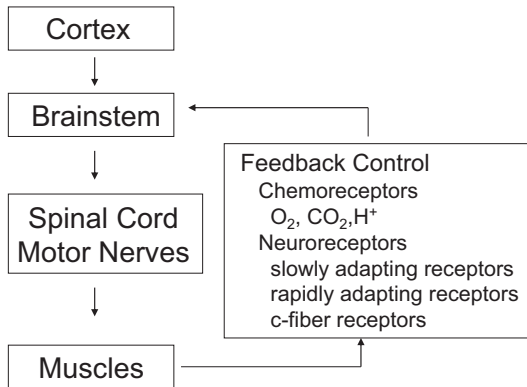 Cortex
Brainstem
Spinal Cord
Motor Nerves
Muscles
Feedback Control
Chemoreceptors
O₂, CO₂,H⁺
Neuroreceptors
slowly adapting receptors
rapidly adapting receptors
c-fiber receptors